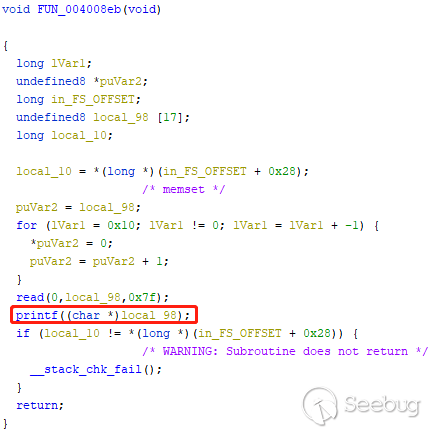 void FUN_004008eb(void)
{
long lVar1;
undefined8 *puVar2;
long in_FS_OFFSET;
undefined8 local_98 [17];
long local_10;
local_10 = *(long *)(in_FS_OFFSET + 0x28);
/* memset */
puVar2 = local_98;
for (lVar1 = 0x10; lVar1 != 0; lVar1 = lVar1 + -1) {
*puVar2 = 0;
puVar2 = puVar2 + 1;
}
read(0,local_98,0x7f);
printf((char *)local_98);
if (local_10 != *(long *)(in_FS_OFFSET + 0x28)) {
/* WARNING: Subroutine does not return */
__stack_chk_fail();
}
return;
}
Seebug